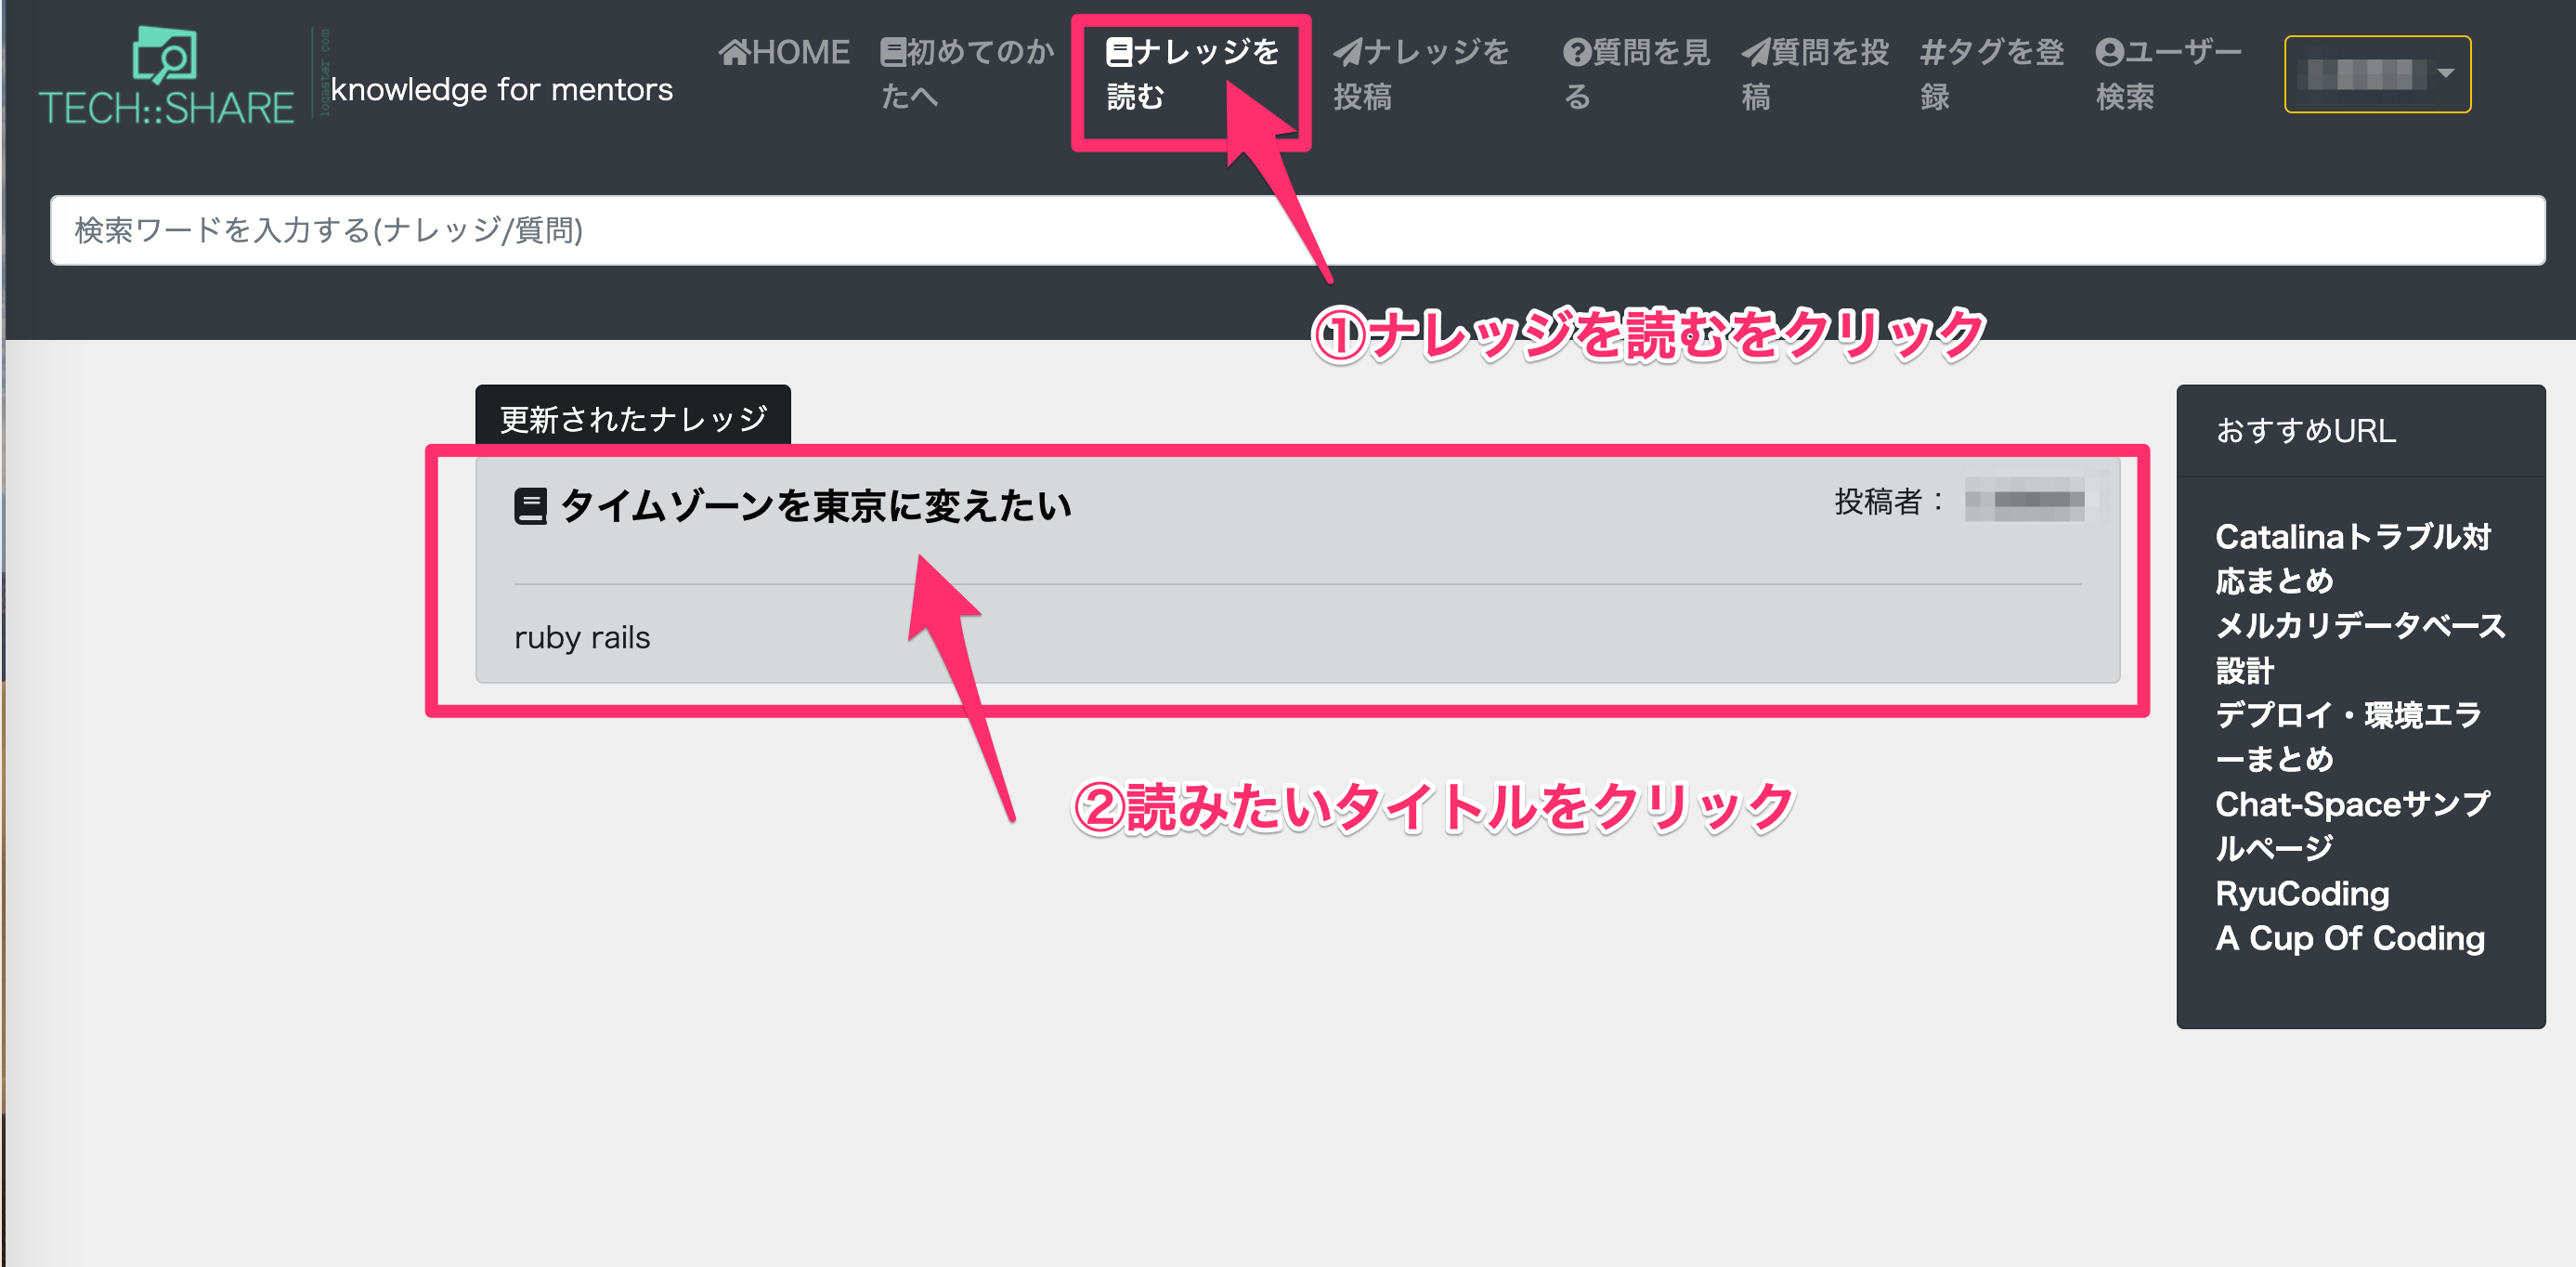 TECH::SHARE
logastar.com
knowledge for mentors
HOME
初めてのか
たへ
ナレッジを
読む
ナレッジを
投稿
質問を見
る
質問を投
稿
#タグを登
録
ユーザー
検索
検索ワードを入力する(ナレッジ/質問)
①ナレッジを読むをクリック
更新されたナレッジ
タイムゾーンを東京に変えたい
投稿者：
ruby rails
②読みたいタイトルをクリック
おすすめURL
Catalinaトラブル対
応まとめ
メルカリデータベース
設計
デプロイ・環境エラ
ーまとめ
Chat-Spaceサンプ
ルページ
RyuCoding
A Cup Of Coding